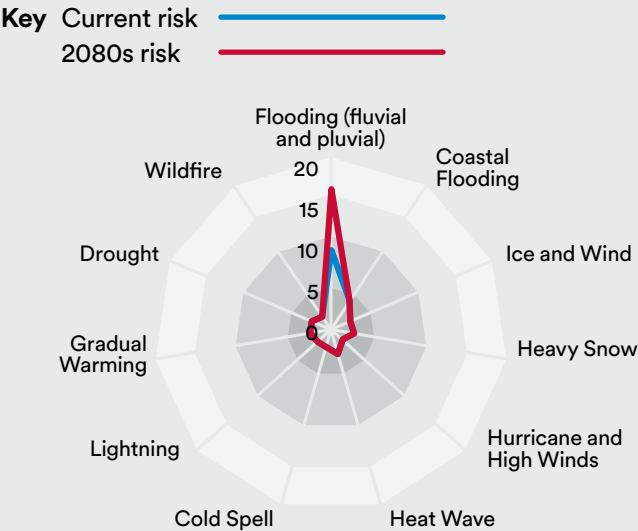 Key Current risk
2080s risk
Flooding (fluvial
and pluvial)
Coastal
Flooding
Wildfire
20
15
Drought
10
Ice and Wind
5
0
Gradual
Warming
Heavy Snow
Hurricane and
High Winds
Lightning
Cold Spell
Heat Wave